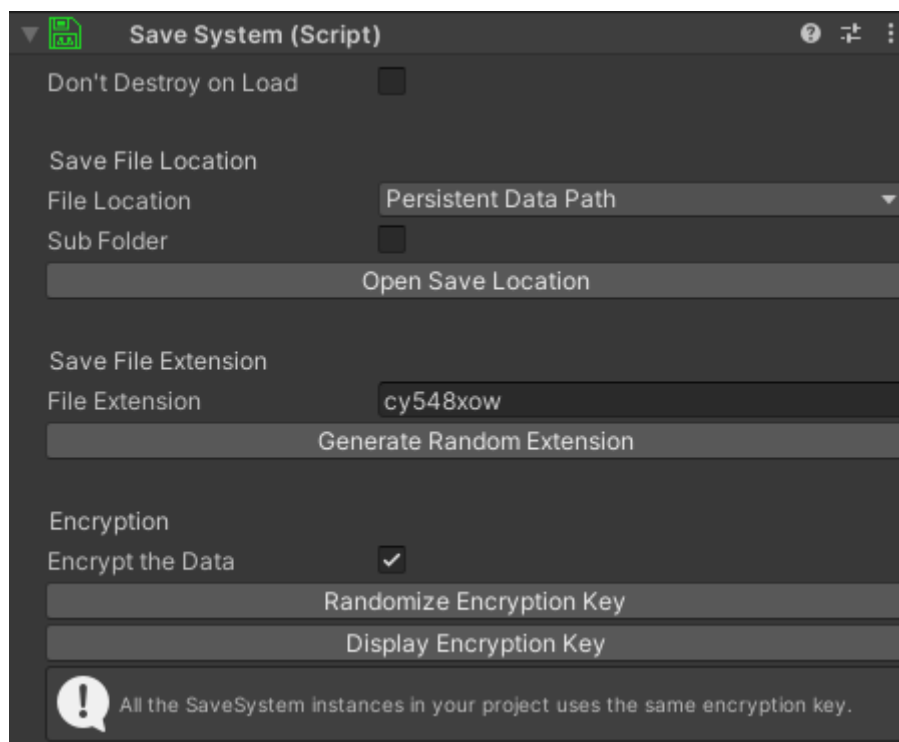 Save System (Script)
Don't Destroy on Load
Save File Location
File Location Persistent Data Path
Sub Folder
Open Save Location
Save File Extension
File Extension cy548xow
Generate Random Extension
Encryption
Encrypt the Data
Randomize Encryption Key
Display Encryption Key
All the SaveSystem instances in your project uses the same encryption key.